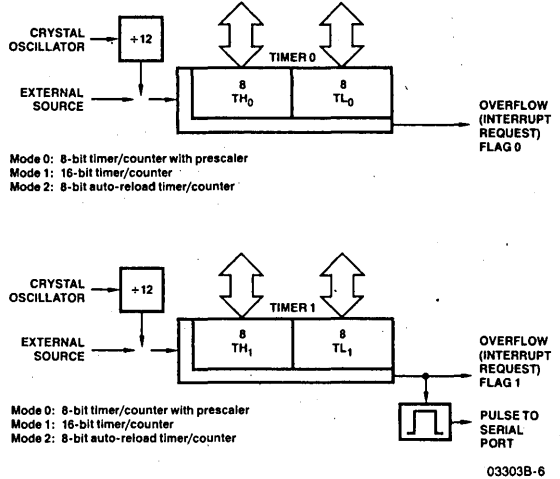 CRYSTAL
OSCILLATOR
÷12
TIMER 0
EXTERNAL
SOURCE
8
TH0
8
TL0
OVERFLOW
(INTERRUPT
REQUEST)
FLAG 0
Mode 0: 8-bit timer/counter with prescaler
Mode 1: 16-bit timer/counter
Mode 2: 8-bit auto-reload timer/counter
CRYSTAL
OSCILLATOR
÷12
TIMER 1
EXTERNAL
SOURCE
8
TH1
8
TL1
OVERFLOW
(INTERRUPT
REQUEST)
FLAG 1
Mode 0: 8-bit timer/counter with prescaler
Mode 1: 16-bit timer/counter
Mode 2: 8-bit auto-reload timer/counter
PULSE TO
SERIAL
PORT
03303B-6